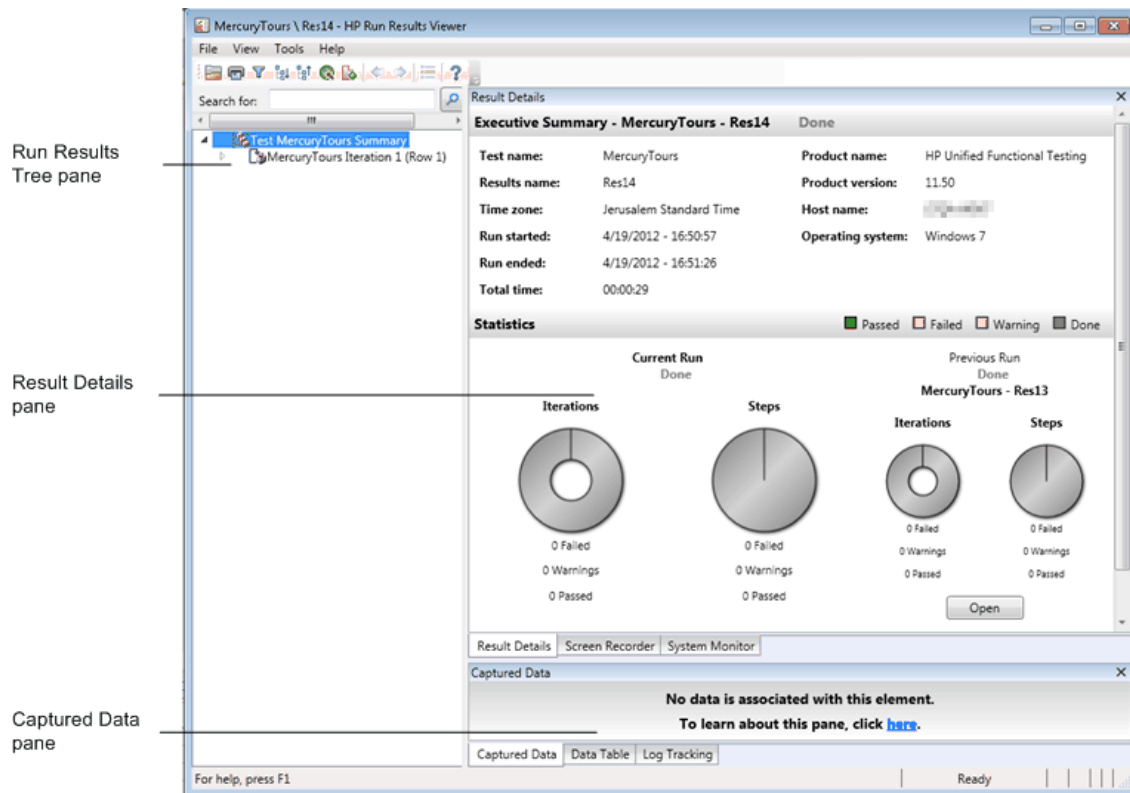 MercuryTours \ Res14 - HP Run Results Viewer
File View Tools Help
Search for:
Test MercuryTours Summary
MercuryTours Iteration 1 (Row 1)
Run Results
Tree pane
Result Details
pane
Captured Data
pane
Result Details
Executive Summary - MercuryTours - Res14 Done
Test name: MercuryTours Product name: HP Unified Functional Testing
Results name: Res14 Product version: 11.50
Time zone: Jerusalem Standard Time Host name:
Run started: 4/19/2012 - 16:50:57 Operating system: Windows 7
Run ended: 4/19/2012 - 16:51:26
Total time: 00:00:29
Statistics Passed Failed Warning Done
Current Run
Done
Iterations Steps
0 Failed 0 Failed
0 Warnings 0 Warnings
0 Passed 0 Passed
Previous Run
Done
MercuryTours - Res13
Iterations Steps
0 Failed 0 Failed
0 Warnings 0 Warnings
0 Passed 0 Passed
Open
Result Details Screen Recorder System Monitor
Captured Data
No data is associated with this element.
To learn about this pane, click here.
Captured Data Data Table Log Tracking
For help, press F1 Ready